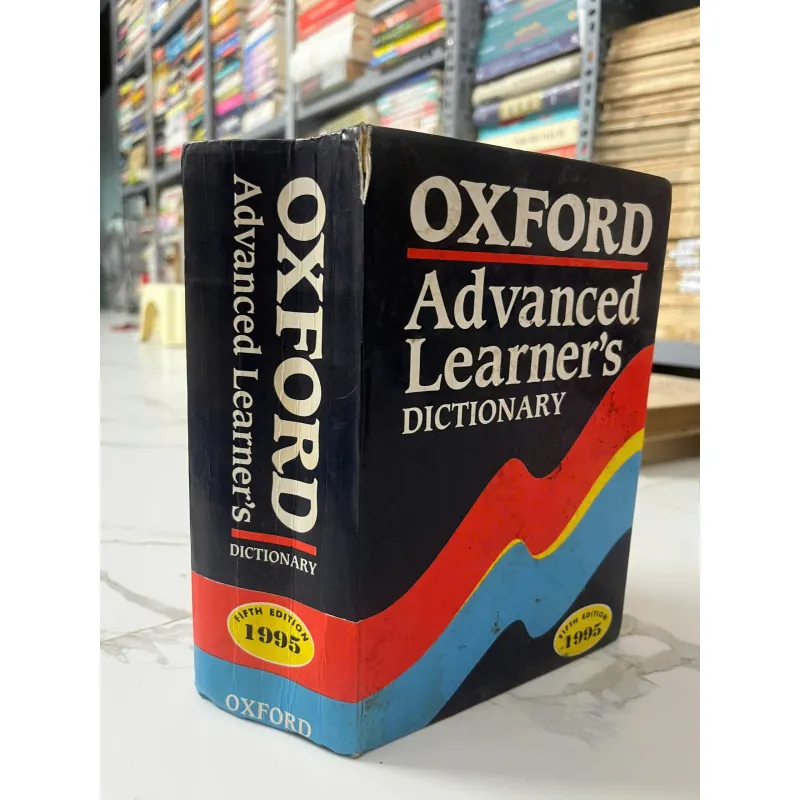 OXFORD
Advanced Learner's
DICTIONARY
FIFTH EDITION
1995
OXFORD
OXFORD
Advanced
Learner's
DICTIONARY
FIFTH EDITION
1995